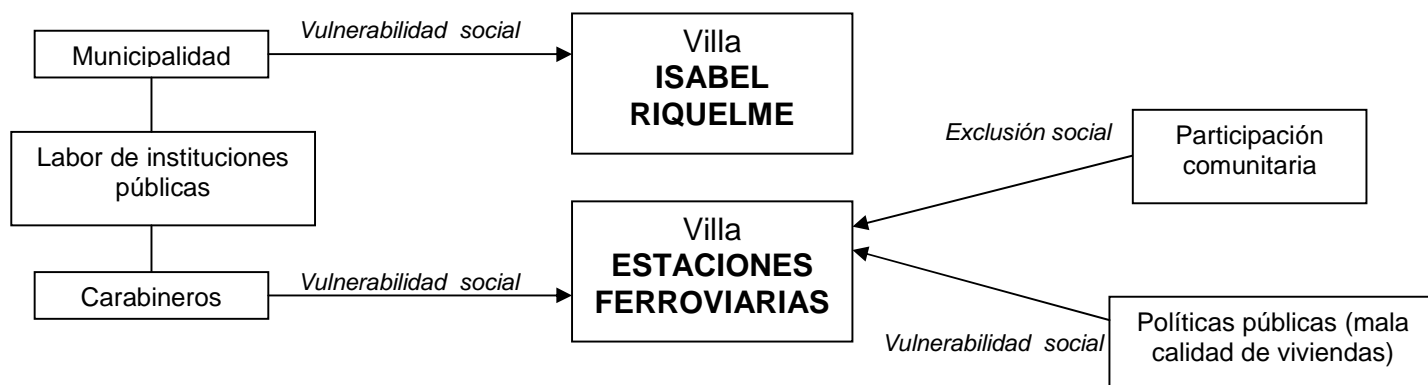 Vulnerabilidad social
Municipalidad
Villa
ISABEL
RIQUELME
Labor de instituciones
públicas
Exclusión social
Participación
comunitaria
Villa
ESTACIONES
FERROVIARIAS
Carabineros
Vulnerabilidad social
Políticas públicas (mala
calidad de viviendas)
Vulnerabilidad social